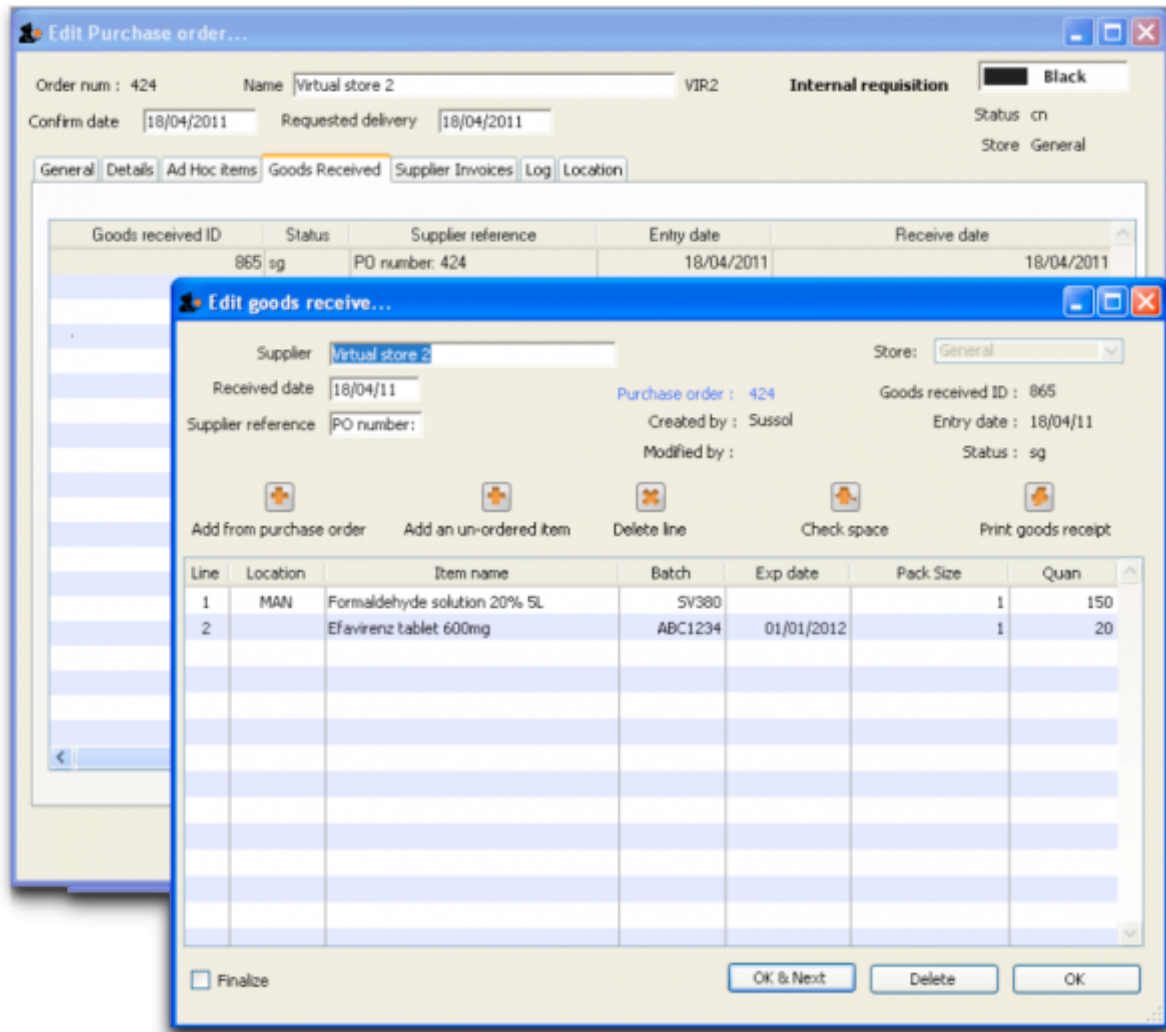 Edit Purchase order...
Order num : 424 Name Virtual store 2 VIR2 Internal requisition Black
Confirm date 18/04/2011 Requested delivery 18/04/2011 Status cn
Store General
General Details Ad Hoc items Goods Received Supplier Invoices Log Location
Goods received ID Status Supplier reference Entry date Receive date
865 sg PO number: 424 18/04/2011 18/04/2011
Edit goods receive...
Supplier Virtual store 2 Store: General
Received date 18/04/11 Purchase order : 424 Goods received ID : 865
Supplier reference PO number: Created by : Sussol Entry date : 18/04/11
Modified by : Status : sg
Add from purchase order Add an un-ordered item Delete line Check space Print goods receipt
Line Location Item name Batch Exp date Pack Size Quan
1 MAN Formaldehyde solution 20% 5L SV380 1 150
2 Efavirenz tablet 600mg ABC1234 01/01/2012 1 20
Finalize OK & Next Delete OK